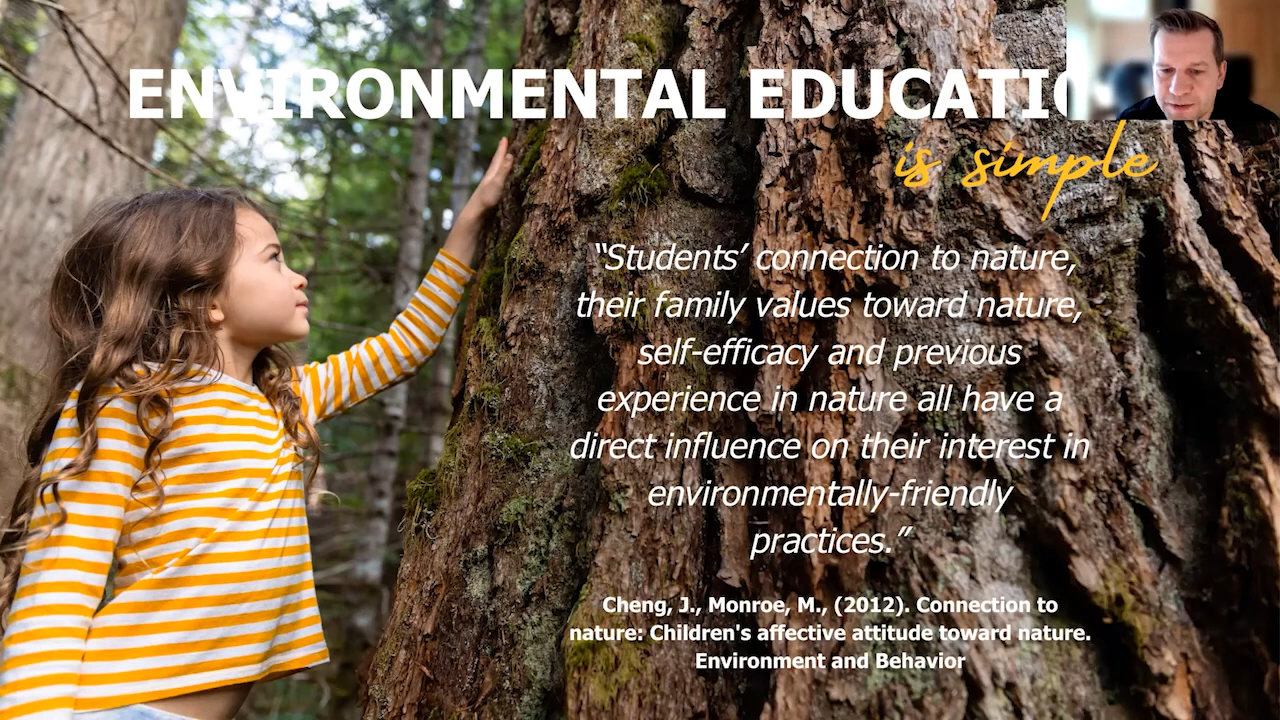 ENVIRONMENTAL EDUCATIO
is simple
“Students’ connection to nature,
their family values toward nature,
self-efficacy and previous
experience in nature all have a
direct influence on their interest in
environmentally-friendly
practices.”
Cheng, J., Monroe, M., (2012). Connection to
nature: Children's affective attitude toward nature.
Environment and Behavior